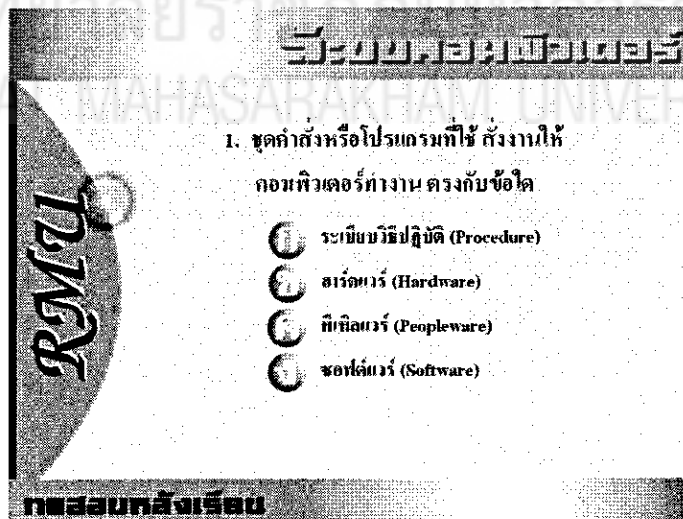 ระบบคอมพิวเตอร์
MAHASARAKHAM UNIVER
1. ชุดคำสั่งหรือโปรแกรมที่ใช้ สั่งงานให้
คอมพิวเตอร์ทำงาน ตรงกับข้อใด
RMU
ระเบียบวิธีปฏิบัติ (Procedure)
ฮาร์ดแวร์ (Hardware)
พีเพิลแวร์ (Peopleware)
ซอฟต์แวร์ (Software)
ทดสอบหลังเรียน